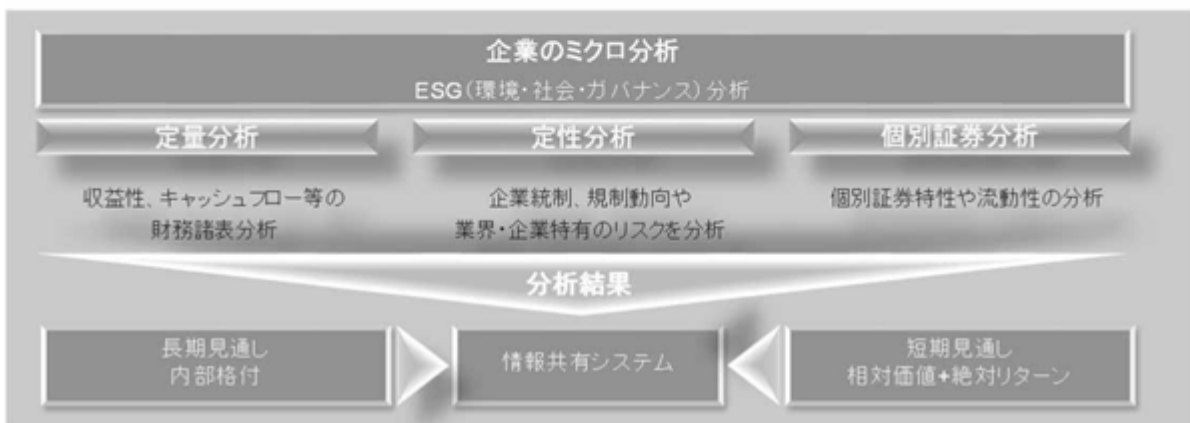 企業のミクロ分析
ESG(環境・社会・ガバナンス)分析
定量分析
収益性、キャッシュフロー等の
財務諸表分析
定性分析
企業統制、規制動向や
業界・企業特有のリスクを分析
個別証券分析
個別証券特性や流動性の分析
分析結果
長期見通し
内部格付
情報共有システム
短期見通し
相対価値+絶対リターン